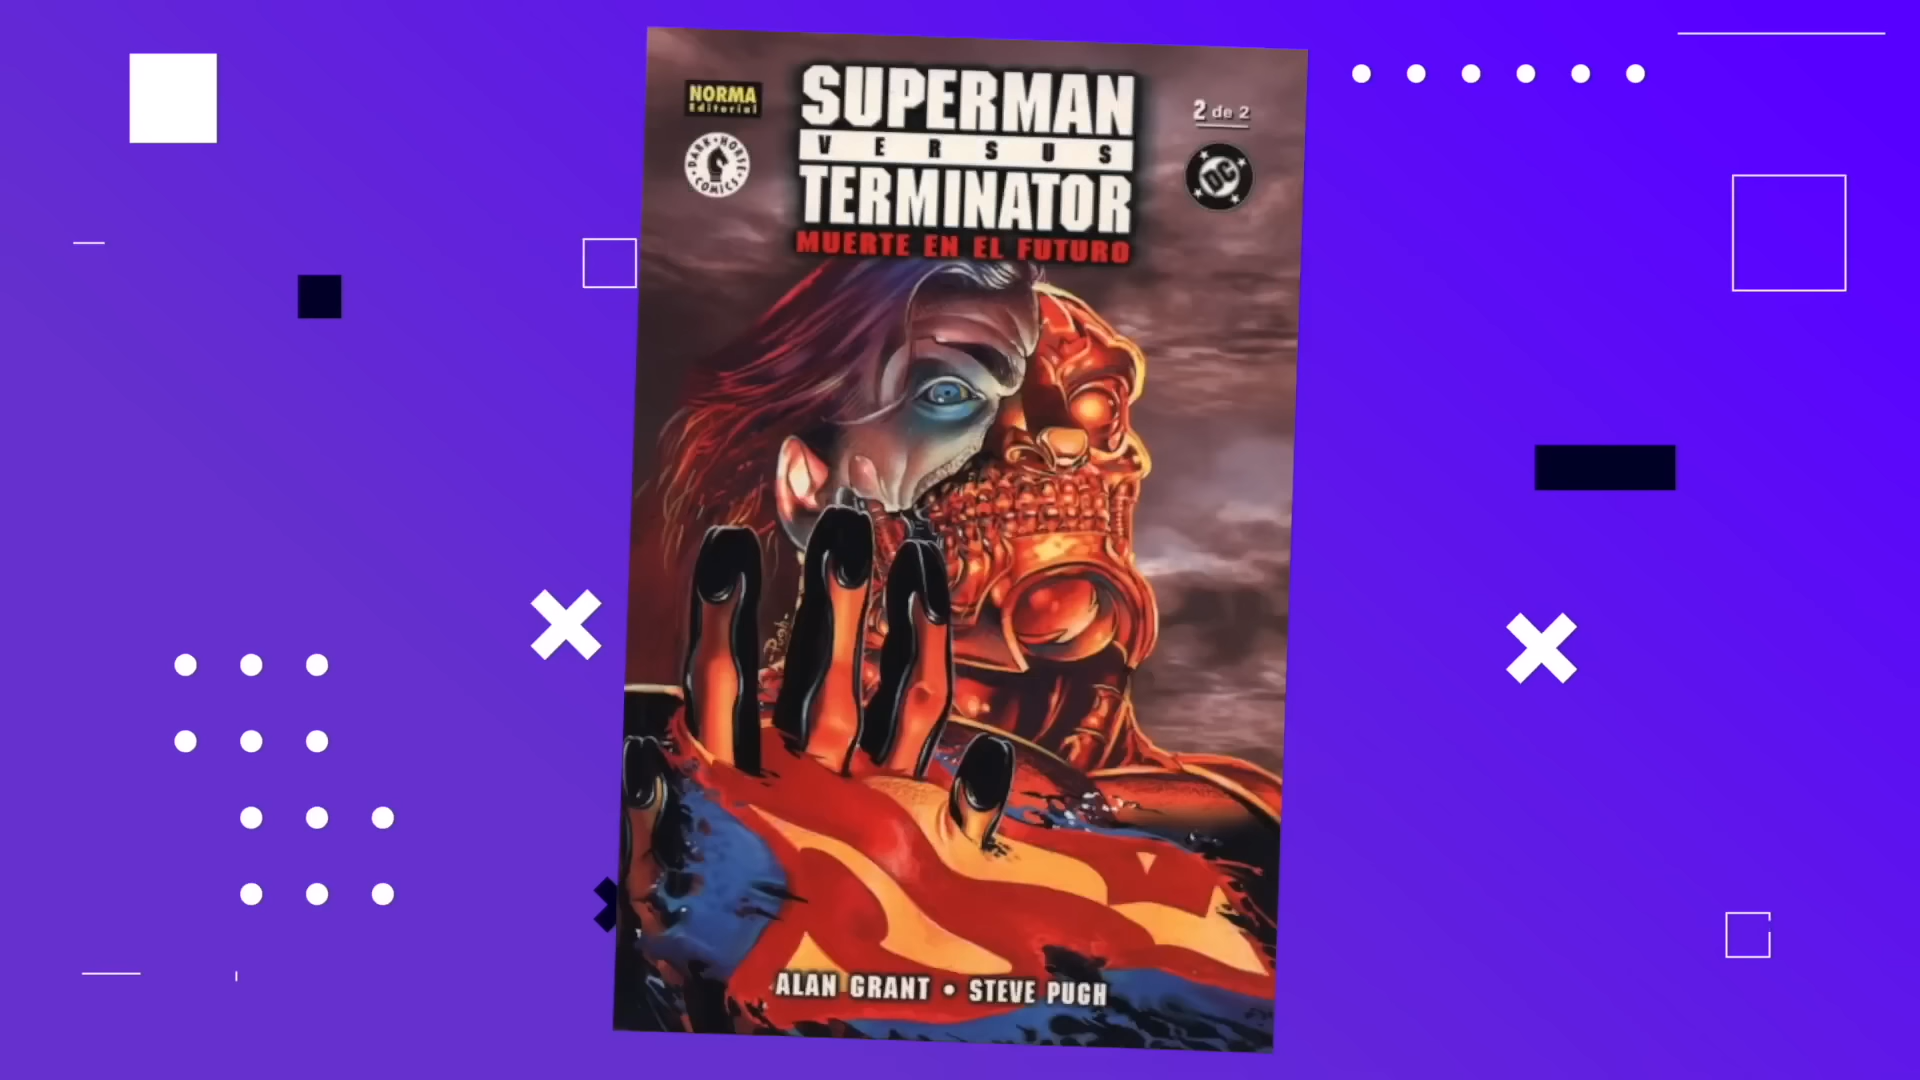 NORMA
Editorial
DARK HORSE
COMICS
SUPERMAN
VERSUS
TERMINATOR
MUERTE EN EL FUTURO
2 de 2
DC
Pugh
ALAN GRANT • STEVE PUGH